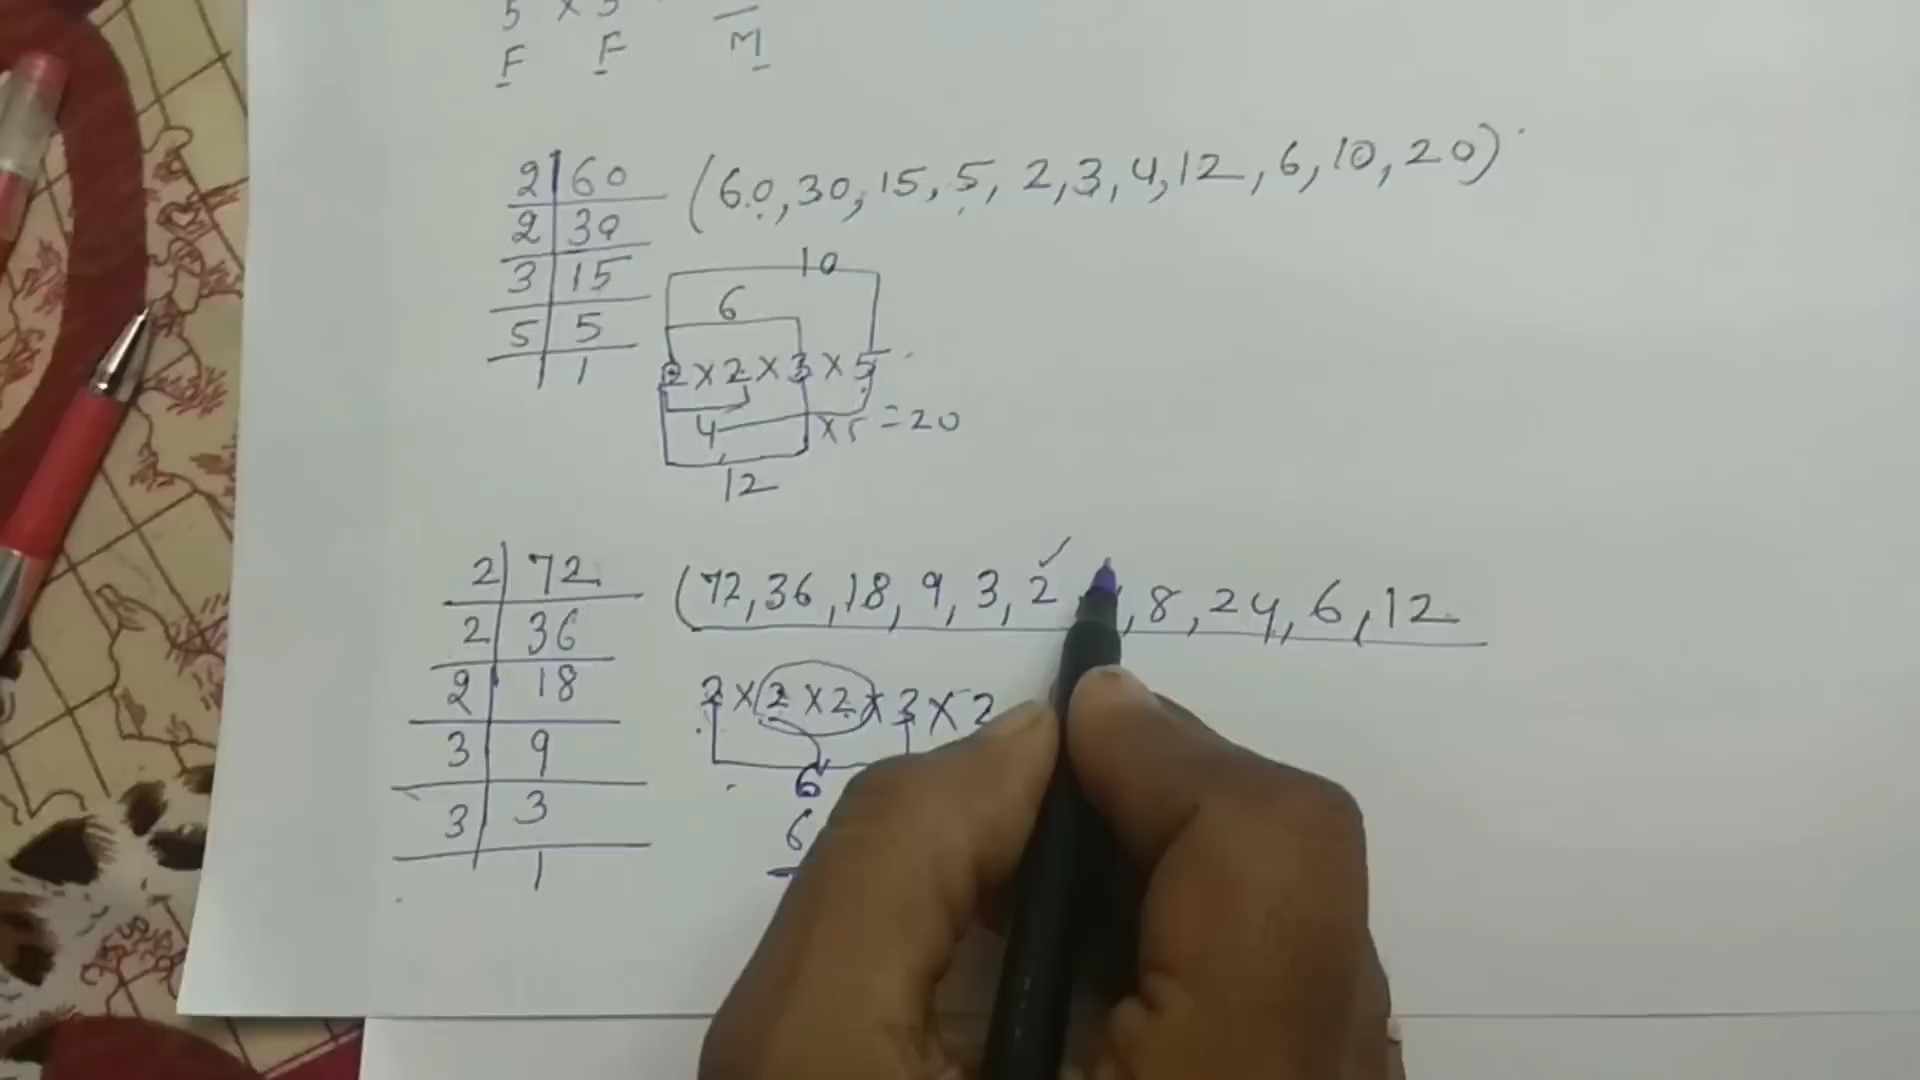 5 × 5
F F M
2 | 60 (60, 30, 15, 5, 2, 3, 4, 12, 6, 10, 20)
2 | 30
3 | 15
5 | 5
1
10
6
2 × 2 × 3 × 5
4 × 5 = 20
12
2 | 72 (72, 36, 18, 9, 3, 2 , 8, 24, 6, 12
2 | 36
2 | 18
3 | 9
3 | 3
1
2 × 2 × 2 × 3 × 2
6
6